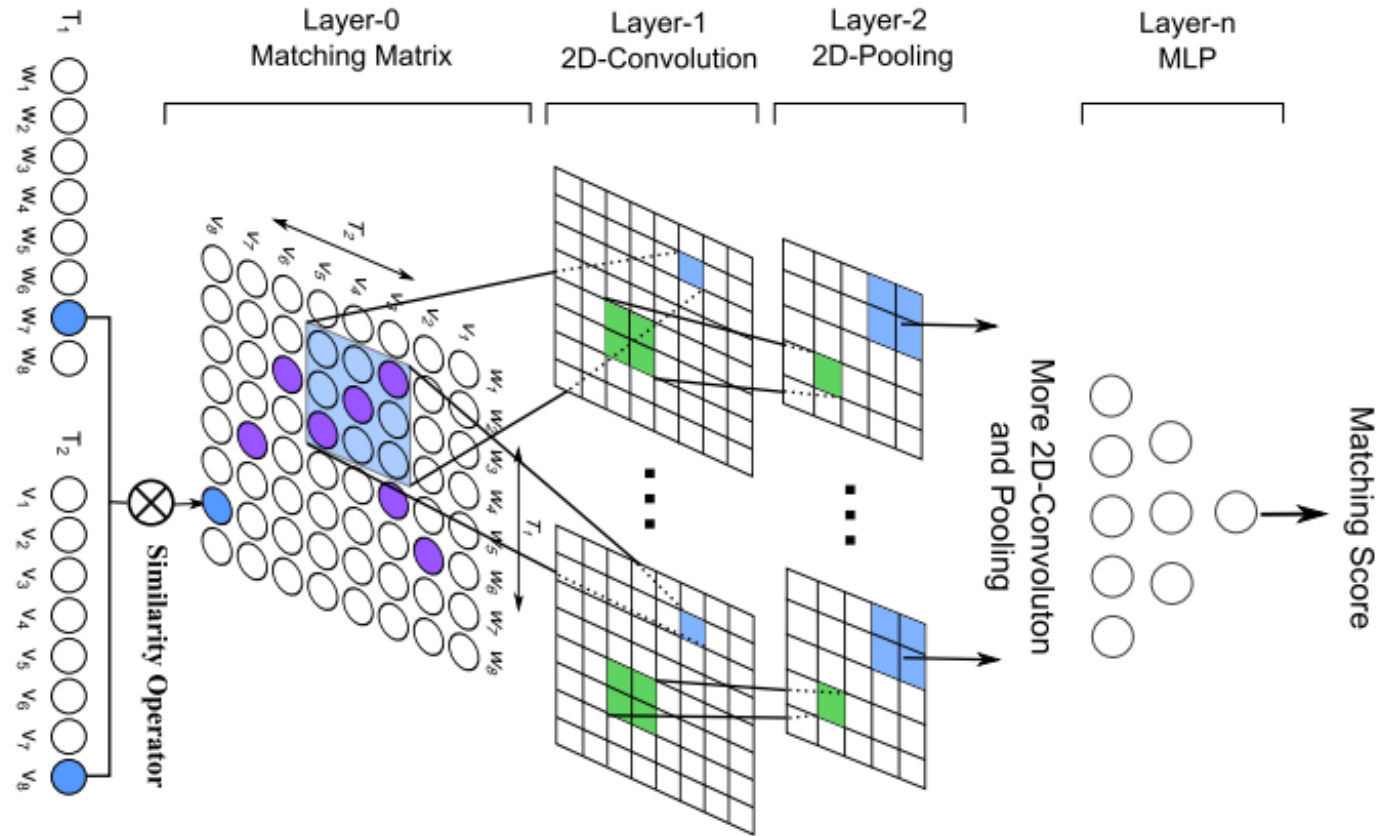 Layer-0
Matching Matrix
Layer-1
2D-Convolution
Layer-2
2D-Pooling
Layer-n
MLP
T₁
w₁
w₂
w₃
w₄
w₅
w₆
w₇
w₈
T₂
v₁
v₂
v₃
v₄
v₅
v₆
v₇
v₈
Similarity Operator
T₂
v₈
v₇
v₆
v₅
v₄
v₃
v₂
v₁
w₁
w₂
w₃
w₄
w₅
w₆
w₇
w₈
T₁
More 2D-Convoluton
and Pooling
Matching Score